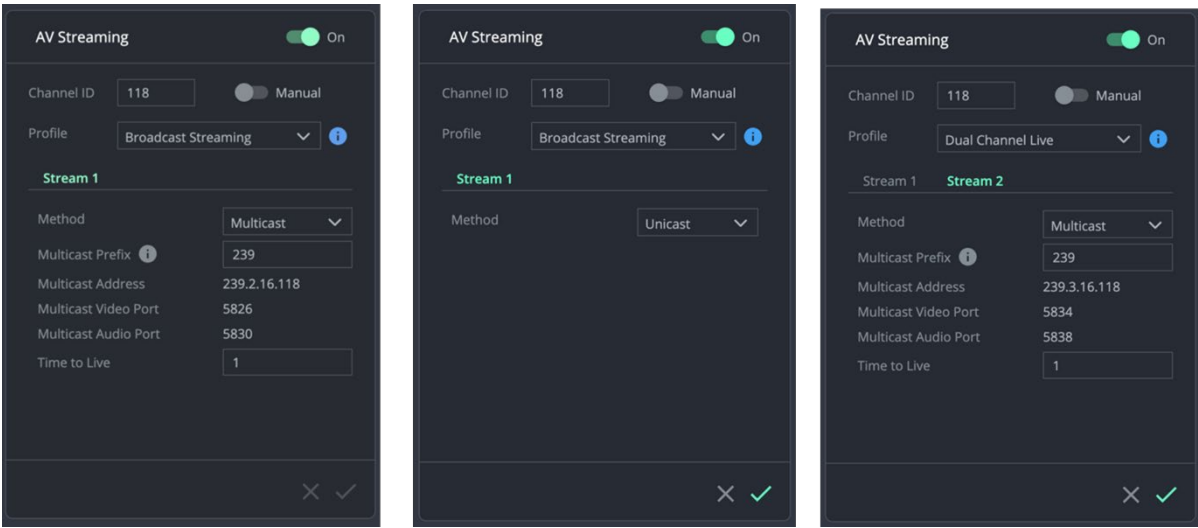 AV Streaming On
Channel ID 118 Manual
Profile Broadcast Streaming i
Stream 1
Method Multicast
Multicast Prefix i 239
Multicast Address 239.2.16.118
Multicast Video Port 5826
Multicast Audio Port 5830
Time to Live 1
AV Streaming On
Channel ID 118 Manual
Profile Broadcast Streaming i
Stream 1
Method Unicast
AV Streaming On
Channel ID 118 Manual
Profile Dual Channel Live i
Stream 1 Stream 2
Method Multicast
Multicast Prefix i 239
Multicast Address 239.3.16.118
Multicast Video Port 5834
Multicast Audio Port 5838
Time to Live 1